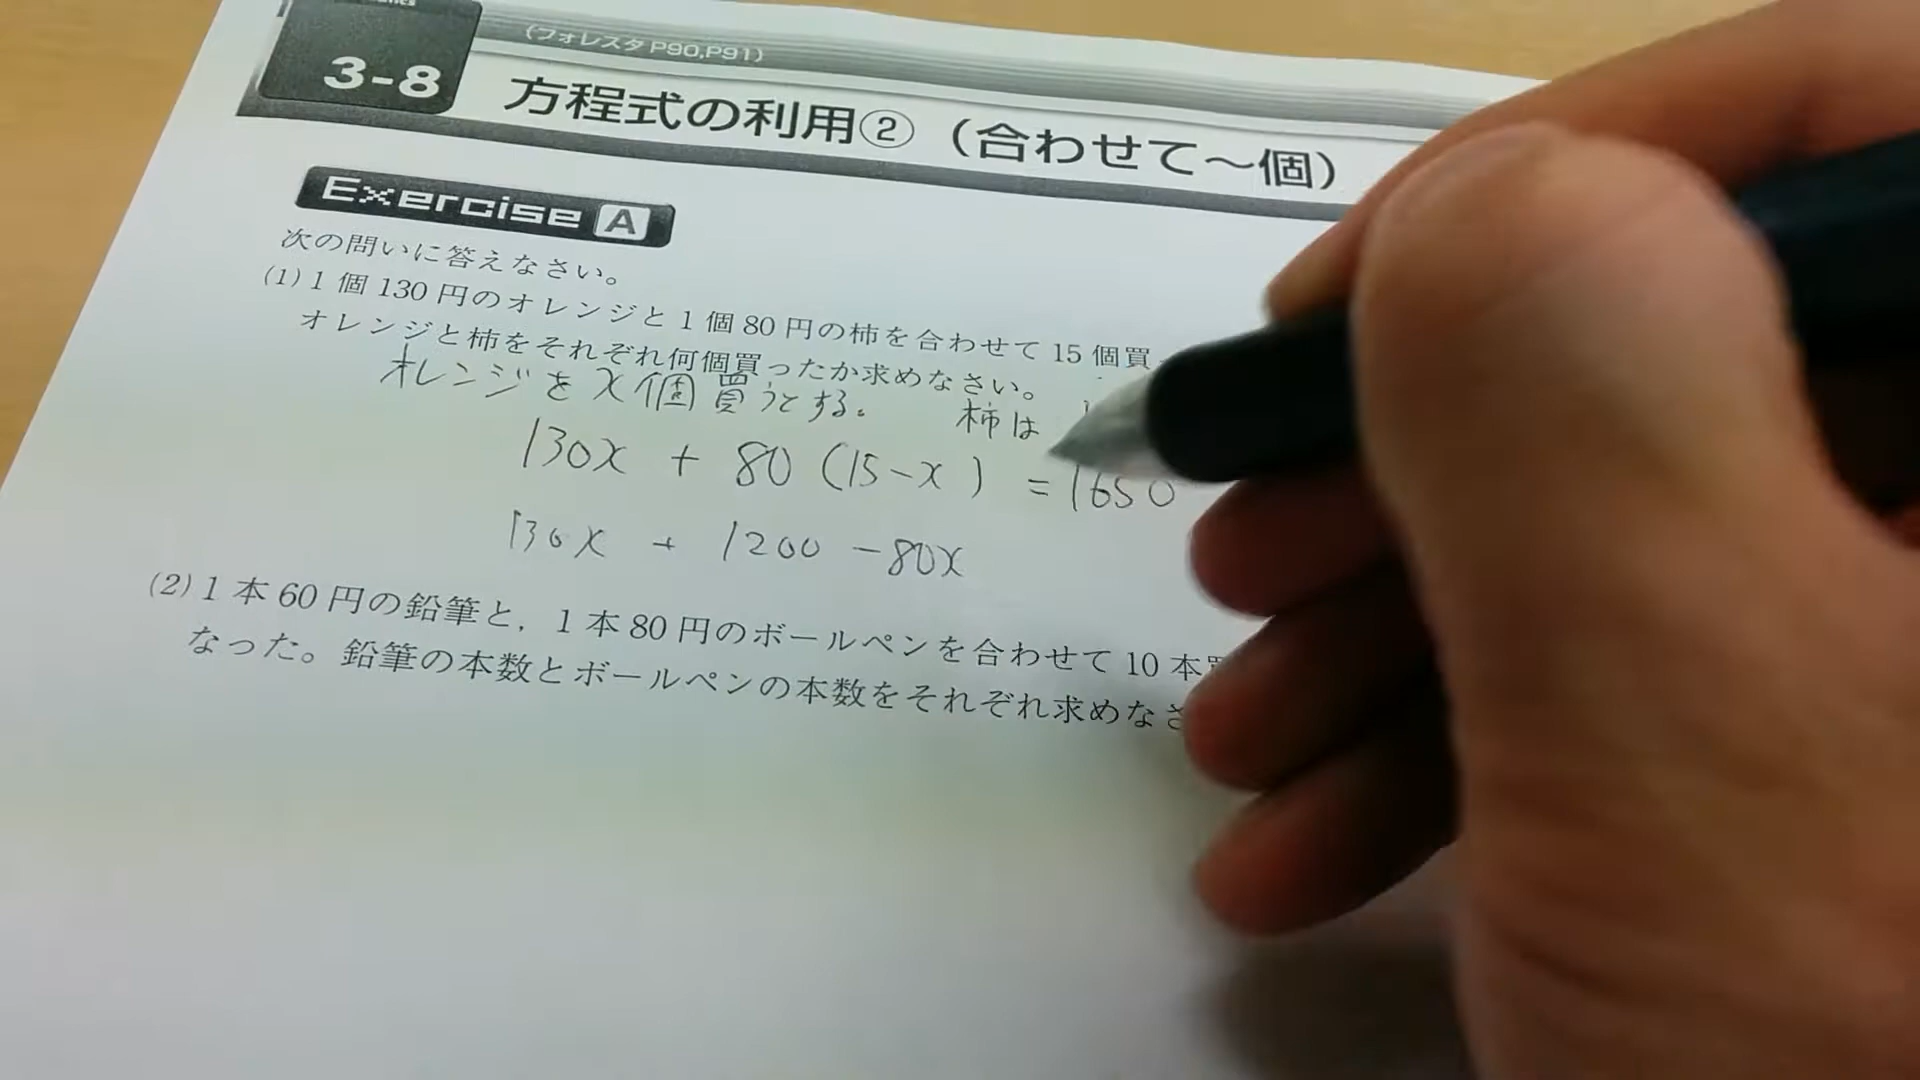 (フォレスタP90,P91)
3-8 方程式の利用②(合わせて〜個)
Exercise A
次の問いに答えなさい。
(1) 1個130円のオレンジと1個80円の柿を合わせて15個買
オレンジと柿をそれぞれ何個買ったか求めなさい。
オレンジをx個買うとする。 柿は
130x + 80(15-x) = 1650
130x + 1200 -80x
(2) 1本60円の鉛筆と, 1本80円のボールペンを合わせて10本
なった。鉛筆の本数とボールペンの本数をそれぞれ求めなさ